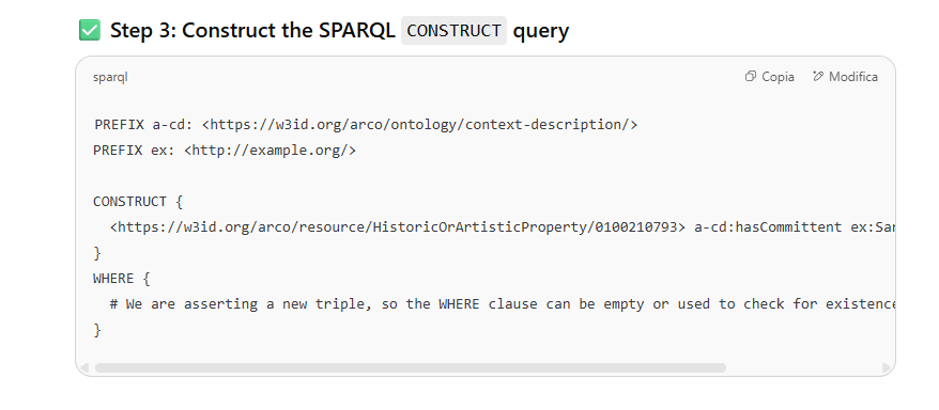 ✅ Step 3: Construct the SPARQL CONSTRUCT query
sparql
Copia
Modifica
PREFIX a-cd: <https://w3id.org/arco/ontology/context-description/>
PREFIX ex: <http://example.org/>
CONSTRUCT {
<https://w3id.org/arco/resource/HistoricOrArtisticProperty/0100210793> a-cd:hasCommittent ex:Sar
}
WHERE {
# We are asserting a new triple, so the WHERE clause can be empty or used to check for existence
}